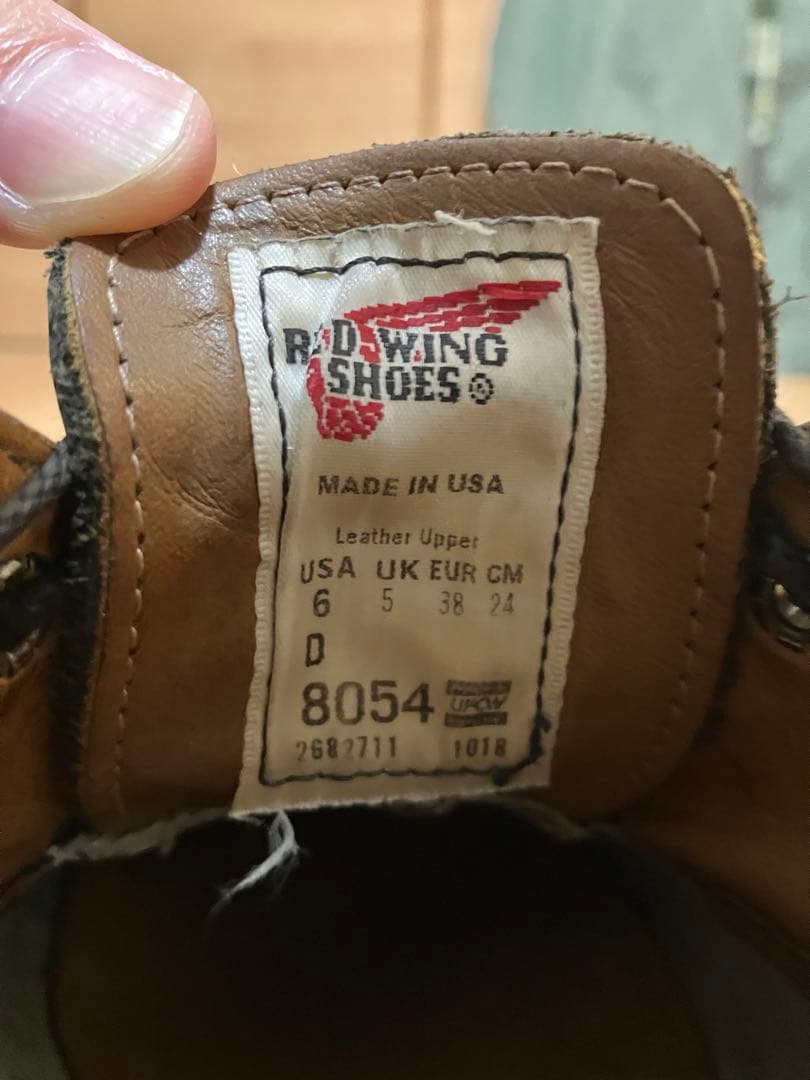 RED WING
SHOES®
MADE IN USA
Leather Upper
USA UK EUR CM
6 5 38 24
D
8054 UFCW
2682711 1018